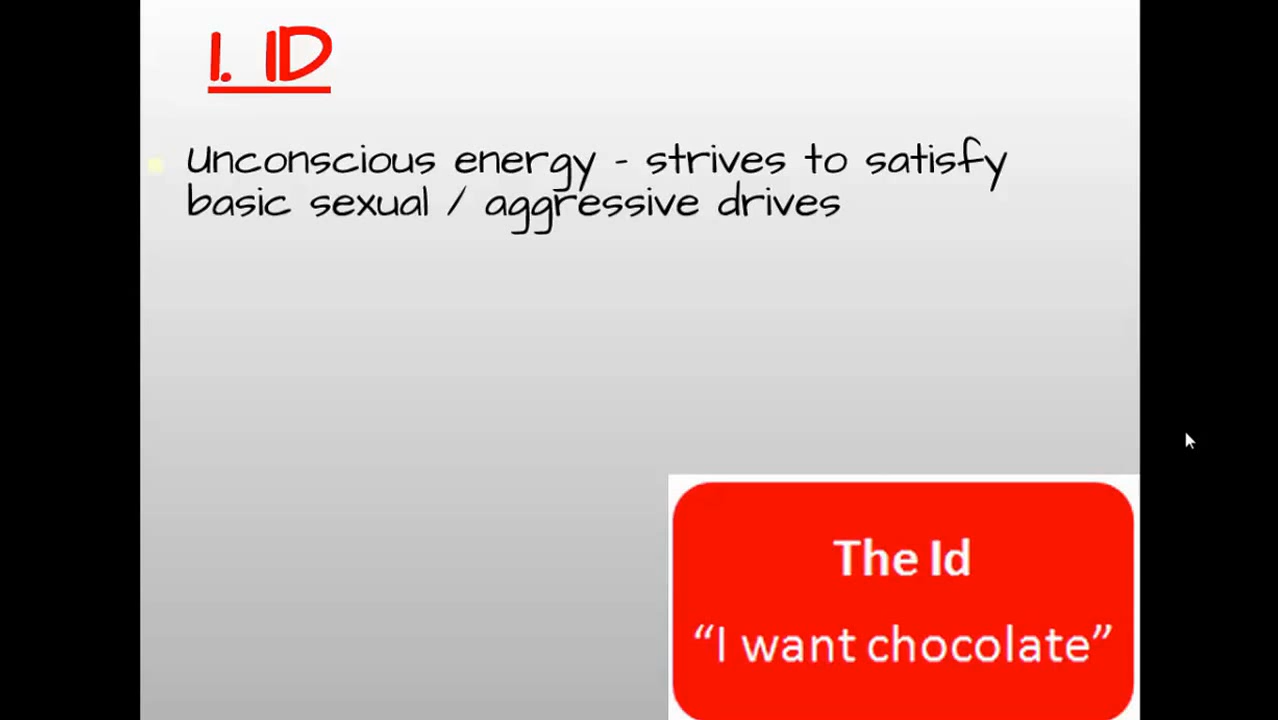 1. ID
Unconscious energy - strives to satisfy
basic sexual / aggressive drives
The Id
“I want chocolate”